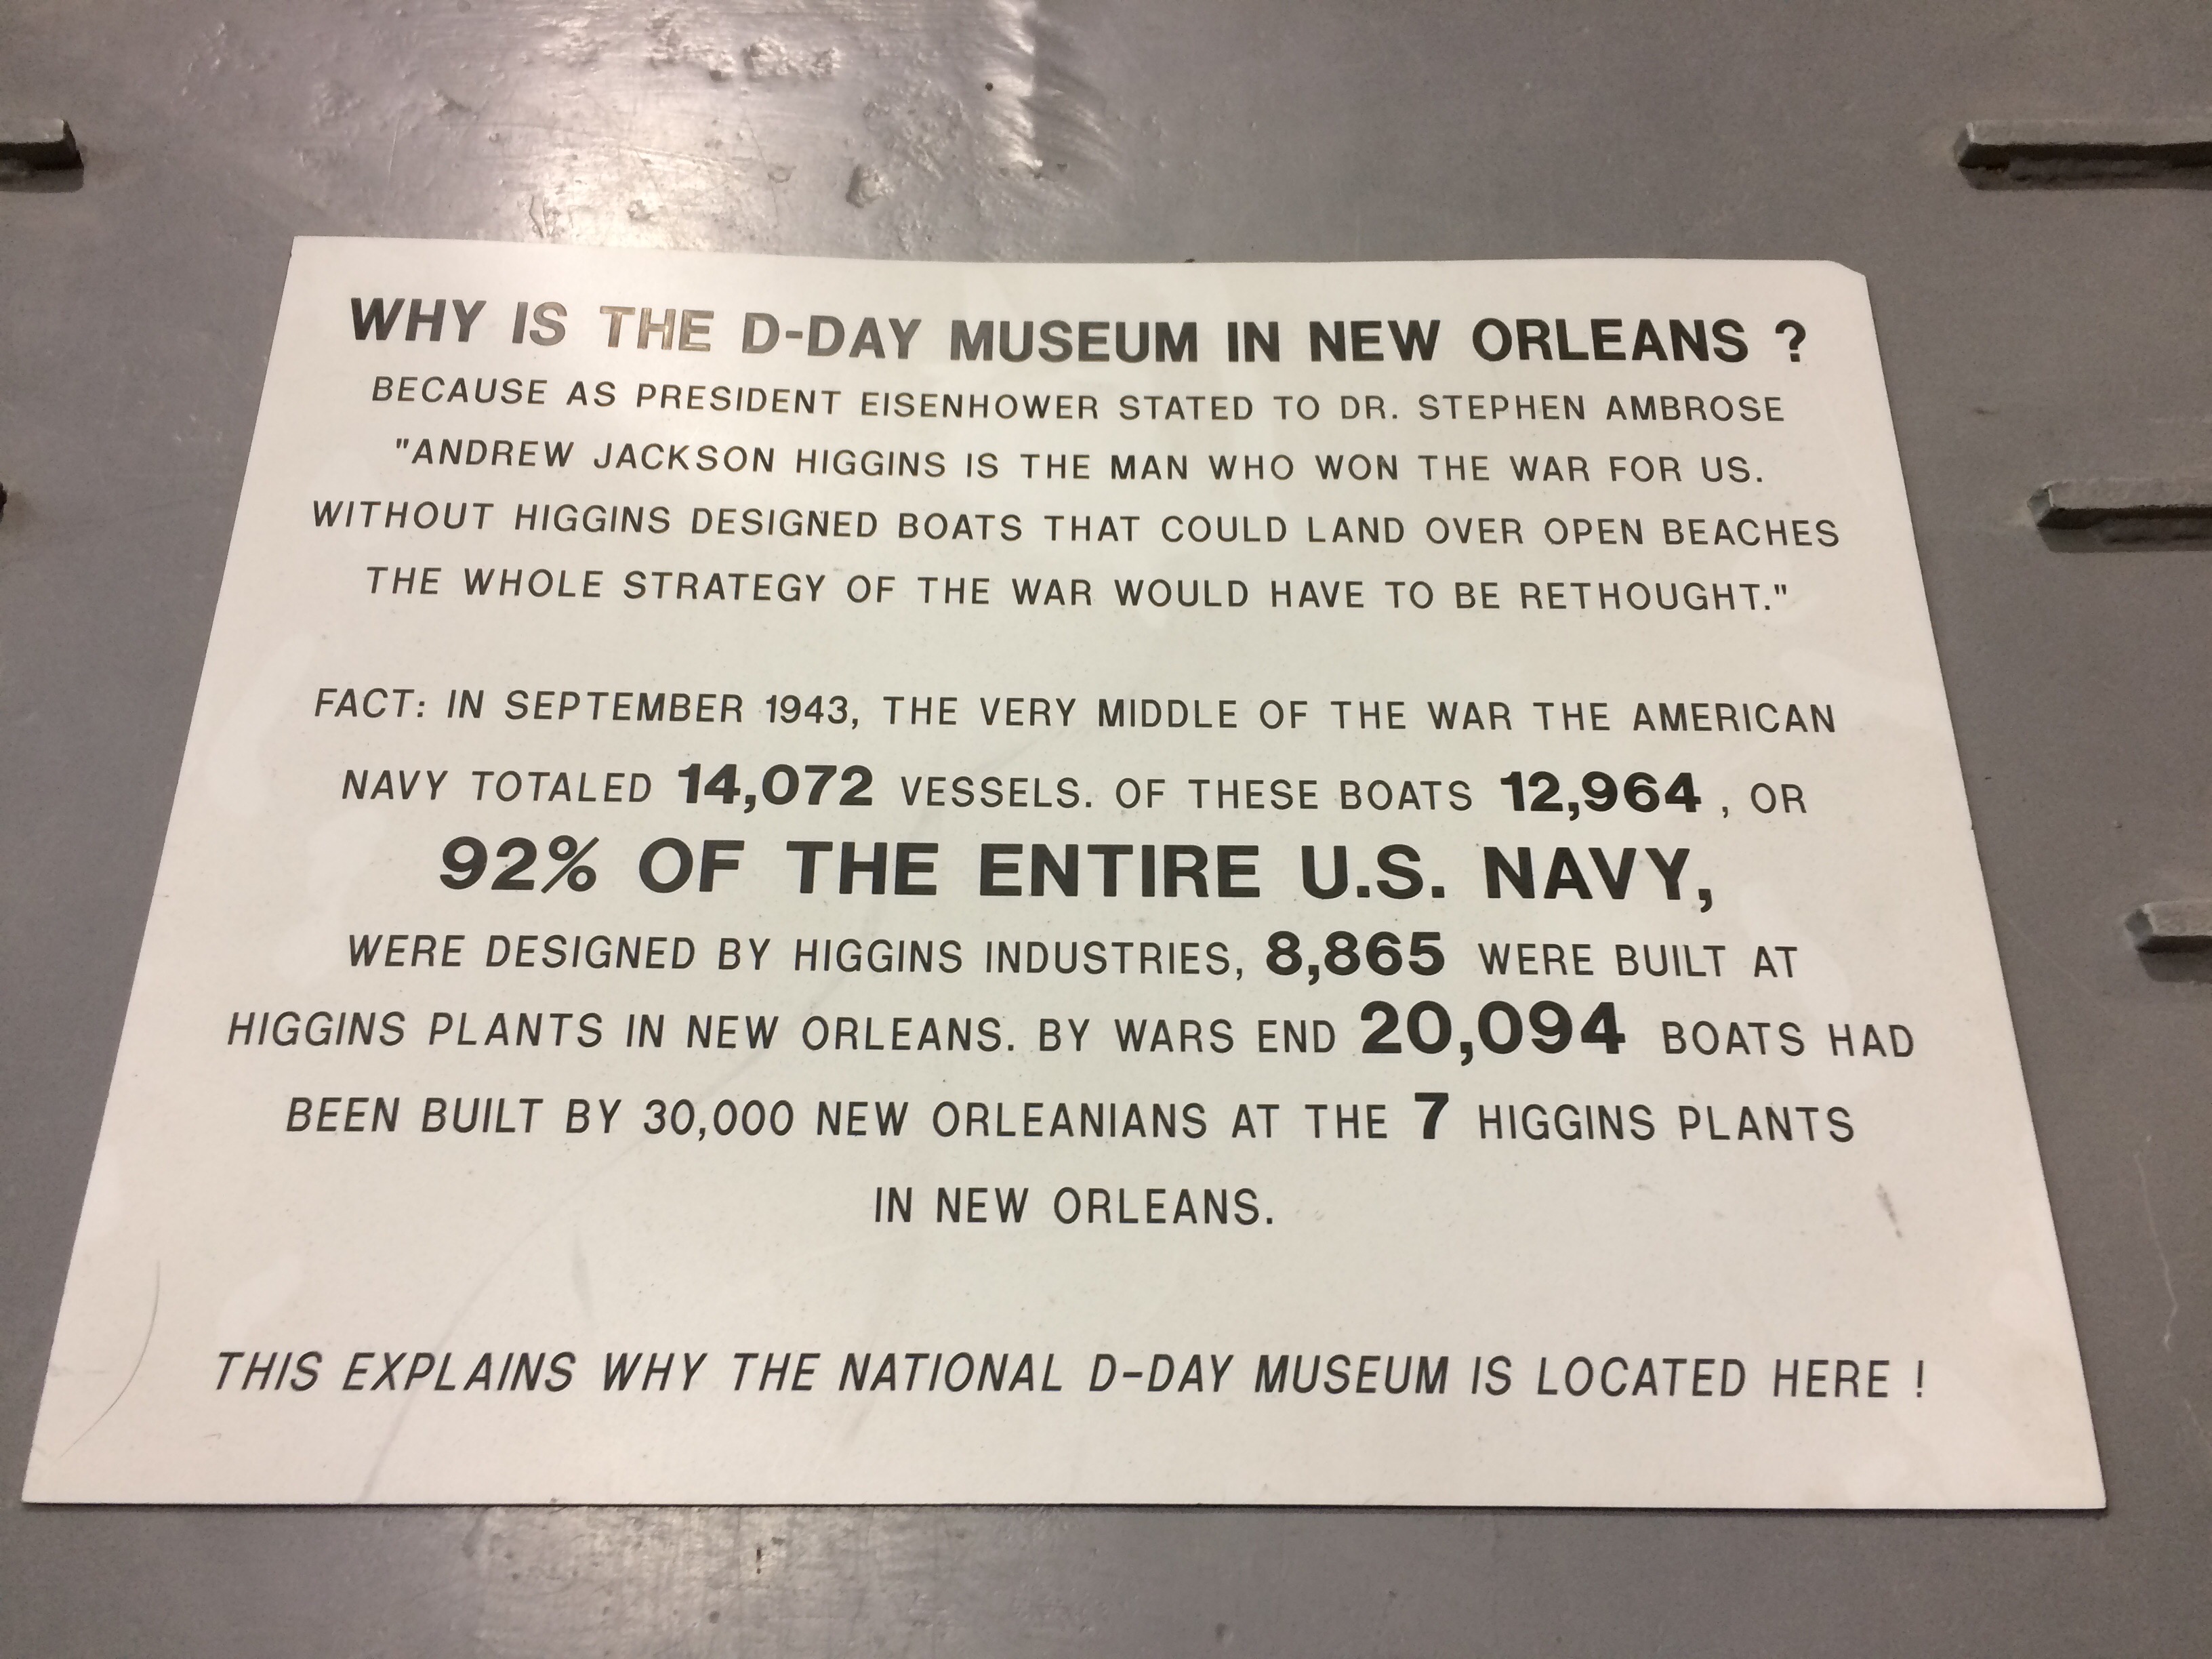 WHY IS THE D-DAY MUSEUM IN NEW ORLEANS ?
BECAUSE AS PRESIDENT EISENHOWER STATED TO DR. STEPHEN AMBROSE
"ANDREW JACKSON HIGGINS IS THE MAN WHO WON THE WAR FOR US.
WITHOUT HIGGINS DESIGNED BOATS THAT COULD LAND OVER OPEN BEACHES
THE WHOLE STRATEGY OF THE WAR WOULD HAVE TO BE RETHOUGHT."
FACT: IN SEPTEMBER 1943, THE VERY MIDDLE OF THE WAR THE AMERICAN
NAVY TOTALED 14,072 VESSELS. OF THESE BOATS 12,964 , OR
92% OF THE ENTIRE U.S. NAVY,
WERE DESIGNED BY HIGGINS INDUSTRIES, 8,865 WERE BUILT AT
HIGGINS PLANTS IN NEW ORLEANS. BY WARS END 20,094 BOATS HAD
BEEN BUILT BY 30,000 NEW ORLEANIANS AT THE 7 HIGGINS PLANTS
IN NEW ORLEANS.
THIS EXPLAINS WHY THE NATIONAL D-DAY MUSEUM IS LOCATED HERE !